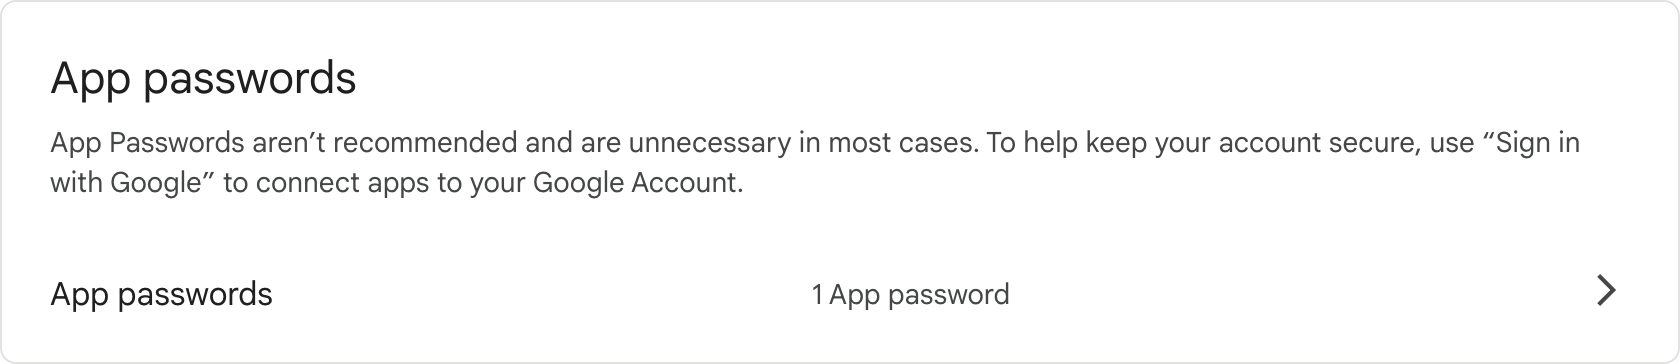 App passwords
App Passwords aren’t recommended and are unnecessary in most cases. To help keep your account secure, use “Sign in
with Google” to connect apps to your Google Account.
App passwords
1 App password